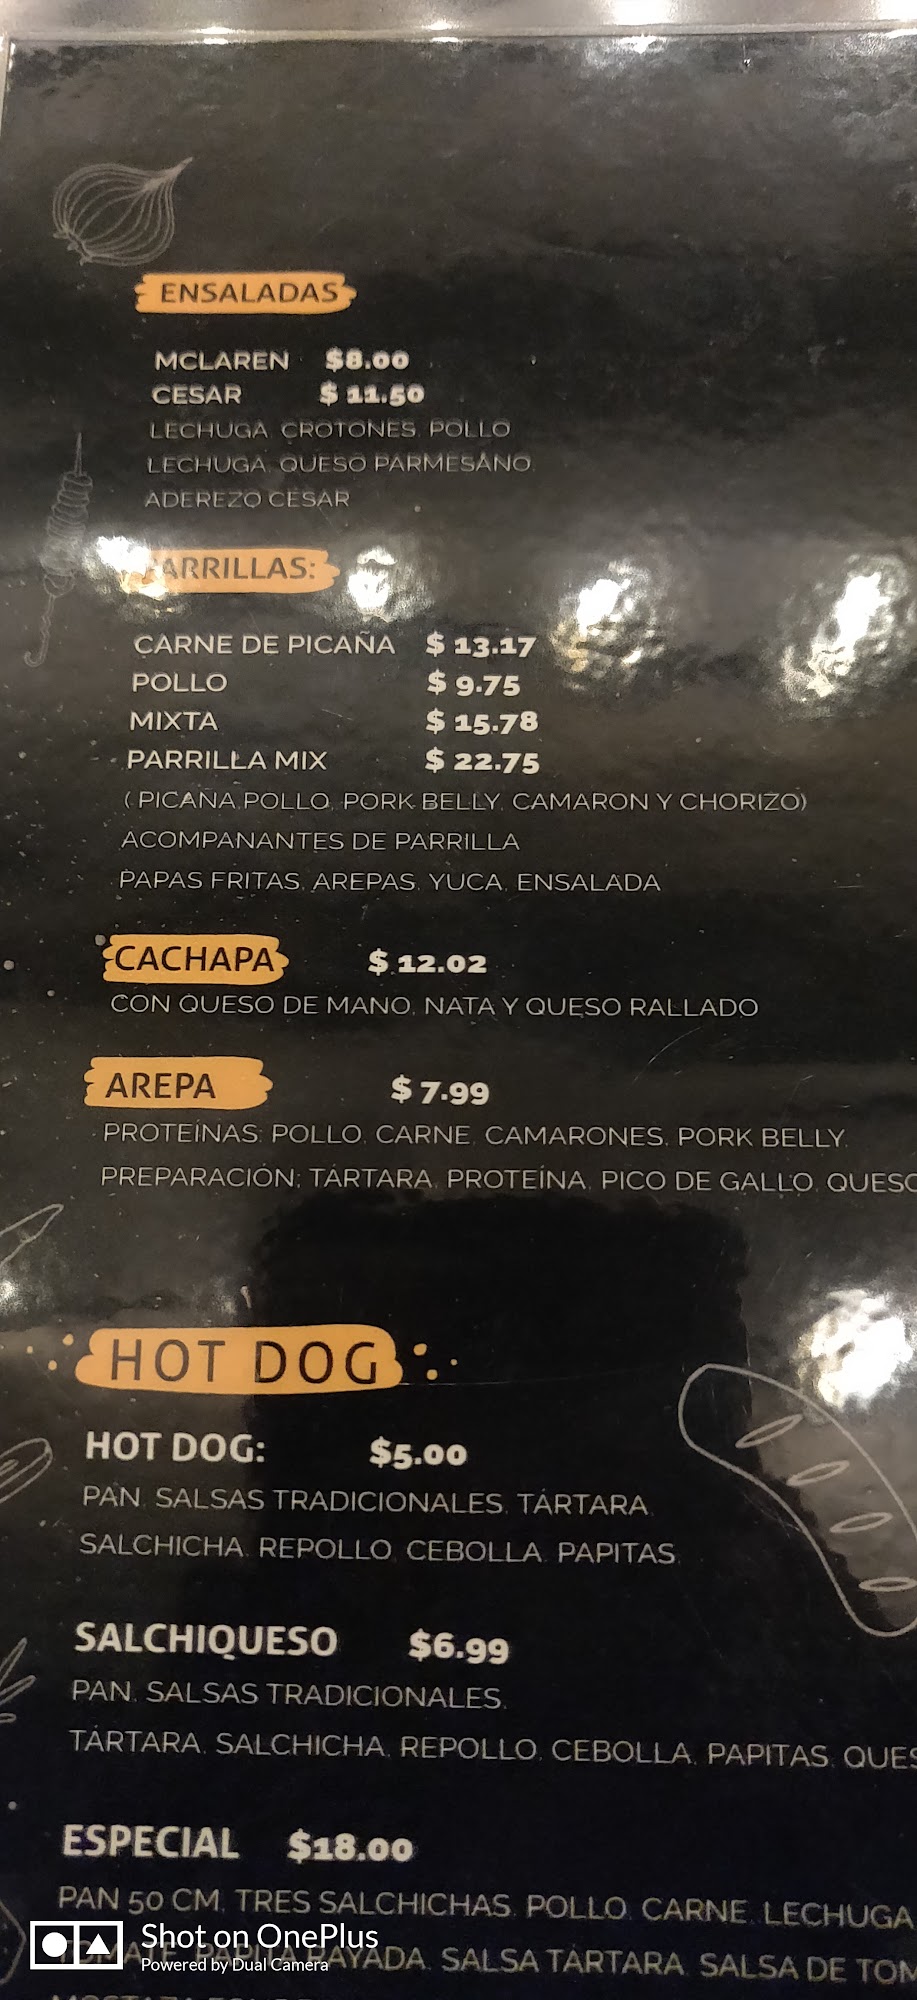 ENSALADAS
MCLAREN $8.00
CESAR $ 11.50
LECHUGA, CROTONES, POLLO
LECHUGA, QUESO PARMESANO,
ADEREZO CESAR
ARRILLAS:
CARNE DE PICAÑA $ 13.17
POLLO $ 9.75
MIXTA $ 15.78
PARRILLA MIX $ 22.75
( PICAÑA,POLLO, PORK BELLY, CAMARON Y CHORIZO)
ACOMPANANTES DE PARRILLA
PAPAS FRITAS, AREPAS, YUCA, ENSALADA
CACHAPA $ 12.02
CON QUESO DE MANO, NATA Y QUESO RALLADO
AREPA $ 7.99
PROTEÍNAS: POLLO, CARNE, CAMARONES, PORK BELLY,
PREPARACIÓN: TÁRTARA, PROTEÍNA, PICO DE GALLO, QUESO
HOT DOG
HOT DOG: $5.00
PAN, SALSAS TRADICIONALES, TÁRTARA,
SALCHICHA, REPOLLO, CEBOLLA, PAPITAS,
SALCHIQUESO $6.99
PAN, SALSAS TRADICIONALES,
TÁRTARA, SALCHICHA, REPOLLO, CEBOLLA, PAPITAS, QUES
ESPECIAL $18.00
PAN 50 CM, TRES SALCHICHAS, POLLO, CARNE, LECHUGA
TOMATE, PAPITA RAYADA, SALSA TÁRTARA, SALSA DE TOM
Shot on OnePlus
Powered by Dual Camera